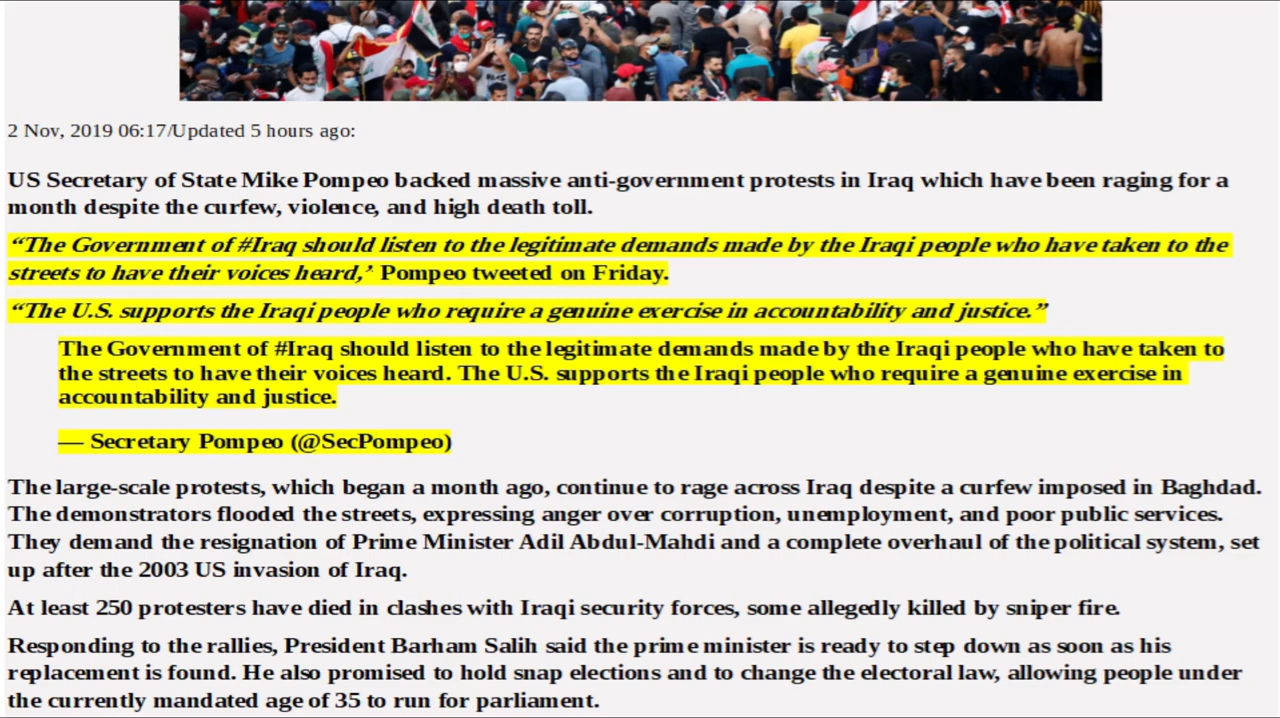 2 Nov, 2019 06:17/Updated 5 hours ago:
US Secretary of State Mike Pompeo backed massive anti-government protests in Iraq which have been raging for a
month despite the curfew, violence, and high death toll.
“The Government of #Iraq should listen to the legitimate demands made by the Iraqi people who have taken to the
streets to have their voices heard,’ Pompeo tweeted on Friday.
“The U.S. supports the Iraqi people who require a genuine exercise in accountability and justice.”
The Government of #Iraq should listen to the legitimate demands made by the Iraqi people who have taken to
the streets to have their voices heard. The U.S. supports the Iraqi people who require a genuine exercise in
accountability and justice.
— Secretary Pompeo (@SecPompeo)
The large-scale protests, which began a month ago, continue to rage across Iraq despite a curfew imposed in Baghdad.
The demonstrators flooded the streets, expressing anger over corruption, unemployment, and poor public services.
They demand the resignation of Prime Minister Adil Abdul-Mahdi and a complete overhaul of the political system, set
up after the 2003 US invasion of Iraq.
At least 250 protesters have died in clashes with Iraqi security forces, some allegedly killed by sniper fire.
Responding to the rallies, President Barham Salih said the prime minister is ready to step down as soon as his
replacement is found. He also promised to hold snap elections and to change the electoral law, allowing people under
the currently mandated age of 35 to run for parliament.